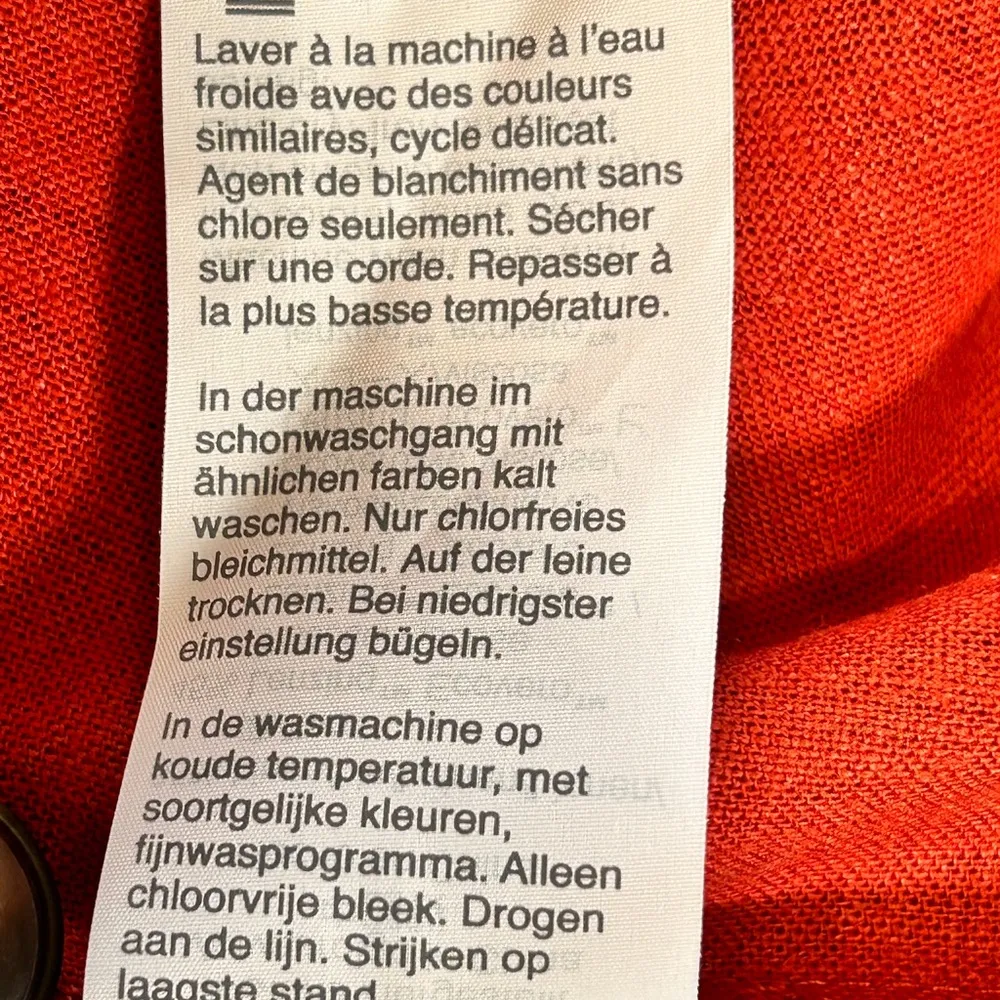 Laver à la machine à l'eau
froide avec des couleurs
similaires, cycle délicat.
Agent de blanchiment sans
chlore seulement. Sécher
sur une corde. Repasser à
la plus basse température.
In der maschine im
schonwaschgang mit
ähnlichen farben kalt
waschen. Nur chlorfreies
bleichmittel. Auf der leine
trocknen. Bei niedrigster
einstellung bügeln.
In de wasmachine op
koude temperatuur, met
soortgelijke kleuren,
fijnwasprogramma. Alleen
chloorvrije bleek. Drogen
aan de lijn. Strijken op
laagste stand